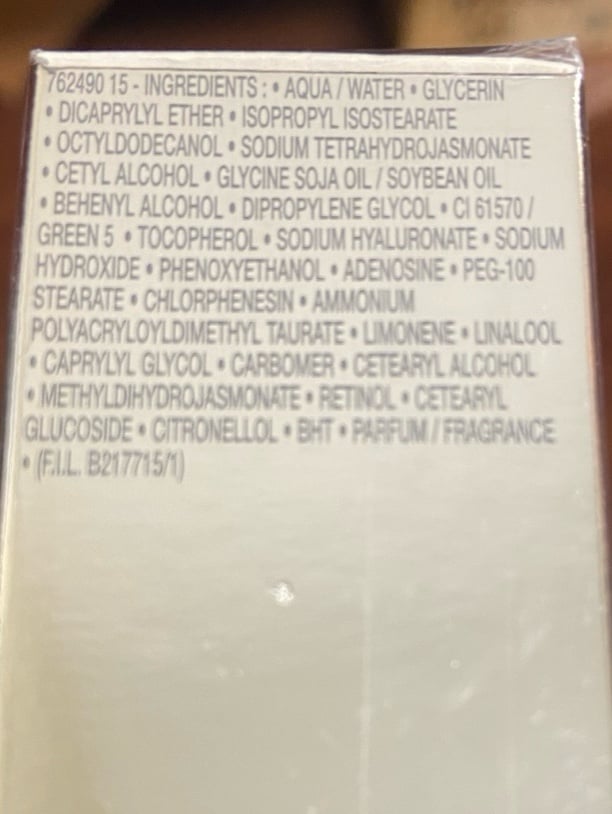 762490 15 - INGREDIENTS : • AQUA / WATER • GLYCERIN
• DICAPRYLYL ETHER • ISOPROPYL ISOSTEARATE
• OCTYLDODECANOL • SODIUM TETRAHYDROJASMONATE
• CETYL ALCOHOL • GLYCINE SOJA OIL / SOYBEAN OIL
• BEHENYL ALCOHOL • DIPROPYLENE GLYCOL • CI 61570 /
GREEN 5 • TOCOPHEROL • SODIUM HYALURONATE • SODIUM
HYDROXIDE • PHENOXYETHANOL • ADENOSINE • PEG-100
STEARATE • CHLORPHENESIN • AMMONIUM
POLYACRYLOYLDIMETHYL TAURATE • LIMONENE • LINALOOL
• CAPRYLYL GLYCOL • CARBOMER • CETEARYL ALCOHOL
• METHYLDIHYDROJASMONATE • RETINOL • CETEARYL
GLUCOSIDE • CITRONELLOL • BHT • PARFUM / FRAGRANCE
• (F.I.L. B217715/1)